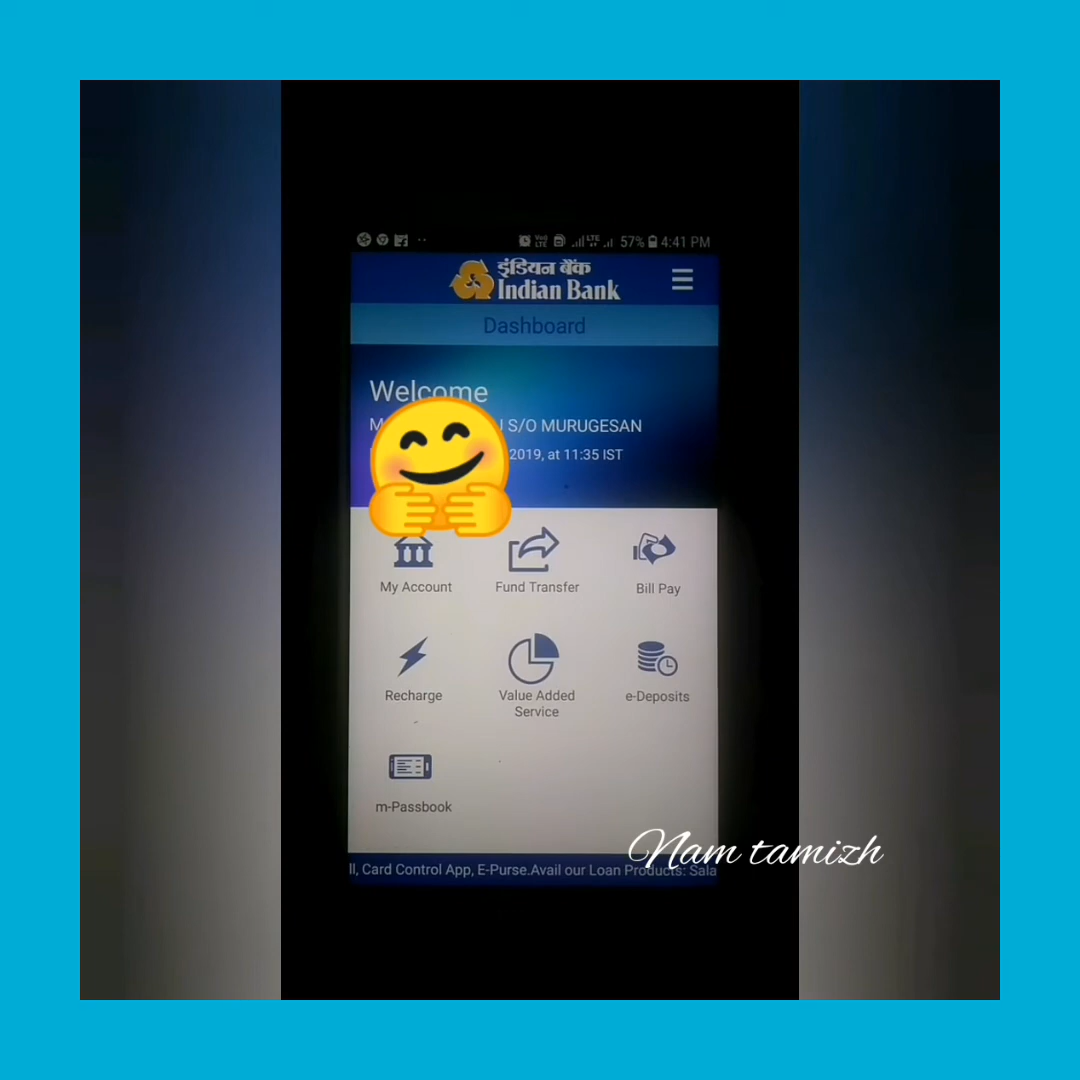 57% 4:41 PM
इंडियन बैंक
Indian Bank
Dashboard
Welcome
S/O MURUGESAN
2019, at 11:35 IST
My Account
Fund Transfer
Bill Pay
Recharge
Value Added
Service
e-Deposits
m-Passbook
Nam tamizh
ll, Card Control App, E-Purse.Avail our Loan Products: Sala